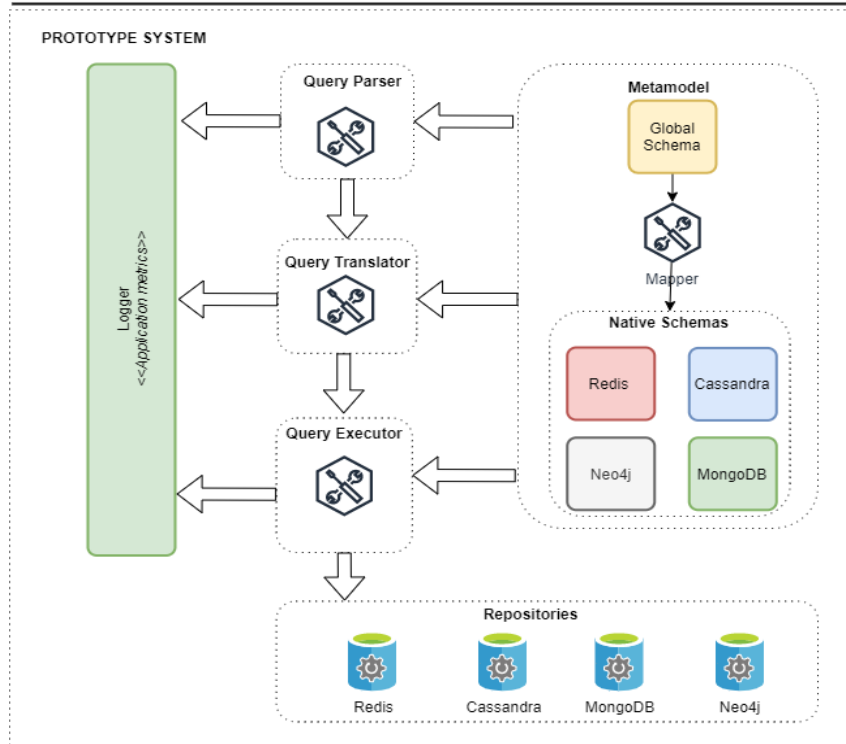 PROTOTYPE SYSTEM
Logger
<<Application metrics>>
Query Parser
Query Translator
Query Executor
Metamodel
Global
Schema
Mapper
Native Schemas
Redis
Cassandra
Neo4j
MongoDB
Repositories
Redis
Cassandra
MongoDB
Neo4j